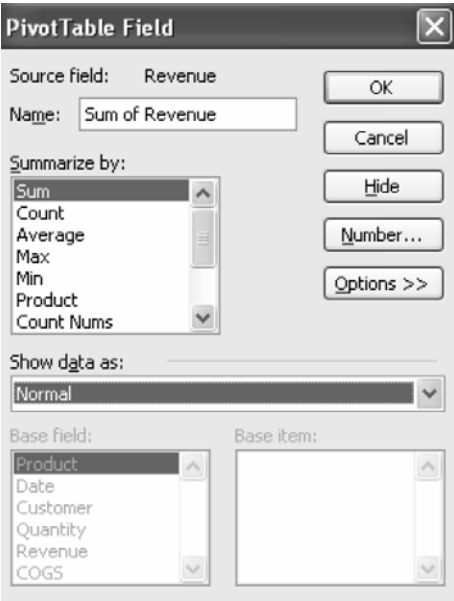 PivotTable Field
Source field: Revenue
Name: Sum of Revenue
Summarize by:
Sum
Count
Average
Max
Min
Product
Count Nums
OK
Cancel
Hide
Number...
Options >>
Show data as:
Normal
Base field:
Product
Date
Customer
Quantity
Revenue
COGS
Base item: